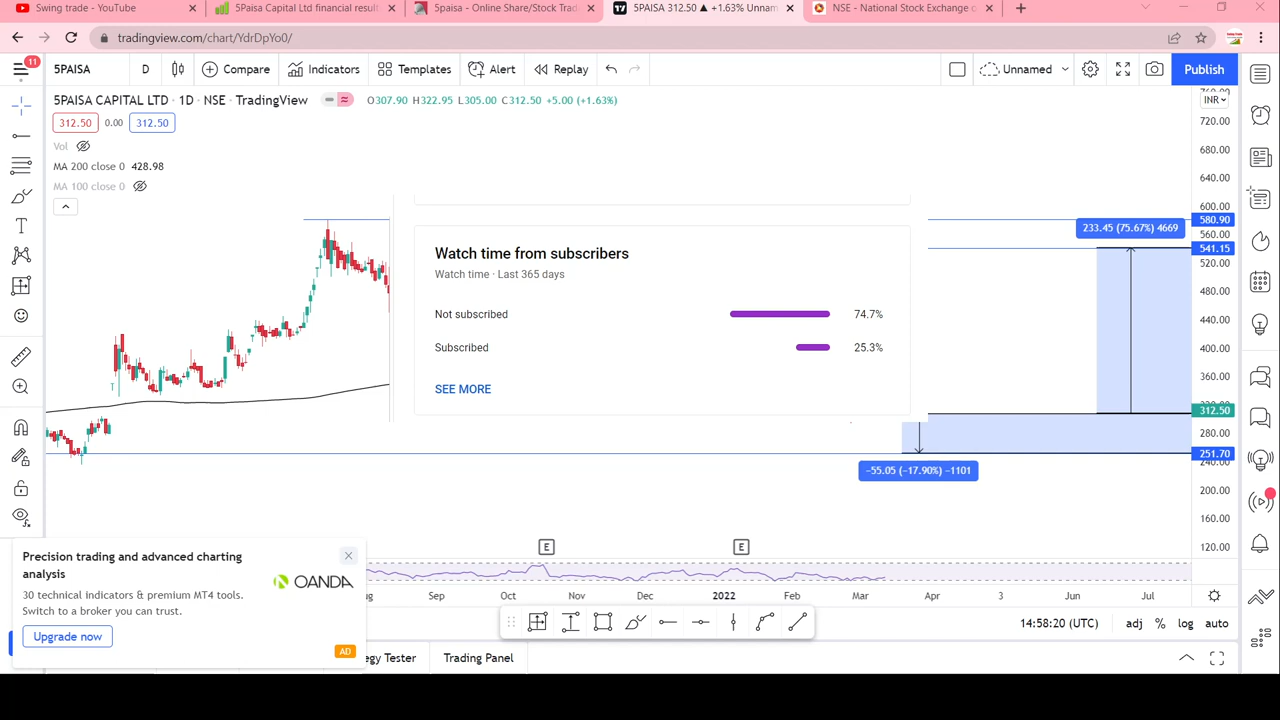 Swing trade - YouTube
5Paisa Capital Ltd financial result
5paisa - Online Share/Stock Trad
5PAISA 312.50 ▲ +1.63% Unnam
NSE - National Stock Exchange o
tradingview.com/chart/YdrDpYo0/
11
5PAISA
D
Compare
Indicators
Templates
Alert
Replay
Unnamed
Publish
5PAISA CAPITAL LTD · 1D · NSE · TradingView
O307.90 H322.95 L305.00 C312.50 +5.00 (+1.63%)
INR
312.50
0.00
312.50
Vol
MA 200 close 0 428.98
MA 100 close 0
760.00
720.00
680.00
640.00
600.00
580.90
560.00
541.15
520.00
480.00
440.00
400.00
360.00
312.50
280.00
251.70
240.00
200.00
160.00
120.00
233.45 (75.67%) 4669
Watch time from subscribers
Watch time · Last 365 days
Not subscribed
74.7%
Subscribed
25.3%
SEE MORE
−55.05 (−17.90%) −1101
E
E
Precision trading and advanced charting
analysis
30 technical indicators & premium MT4 tools.
Switch to a broker you can trust.
OANDA
Upgrade now
AD
ug
Sep
Oct
Nov
Dec
2022
Feb
Mar
Apr
3
Jun
Jul
14:58:20 (UTC)
adj
%
log
auto
egy Tester
Trading Panel